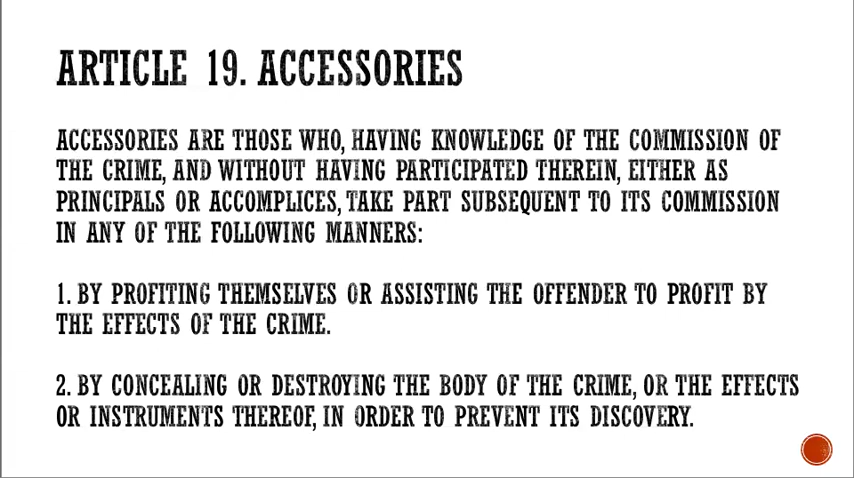 ARTICLE 19. ACCESSORIES
ACCESSORIES ARE THOSE WHO, HAVING KNOWLEDGE OF THE COMMISSION OF
THE CRIME, AND WITHOUT HAVING PARTICIPATED THEREIN, EITHER AS
PRINCIPALS OR ACCOMPLICES, TAKE PART SUBSEQUENT TO ITS COMMISSION
IN ANY OF THE FOLLOWING MANNERS:
1. BY PROFITING THEMSELVES OR ASSISTING THE OFFENDER TO PROFIT BY
THE EFFECTS OF THE CRIME.
2. BY CONCEALING OR DESTROYING THE BODY OF THE CRIME, OR THE EFFECTS
OR INSTRUMENTS THEREOF, IN ORDER TO PREVENT ITS DISCOVERY.